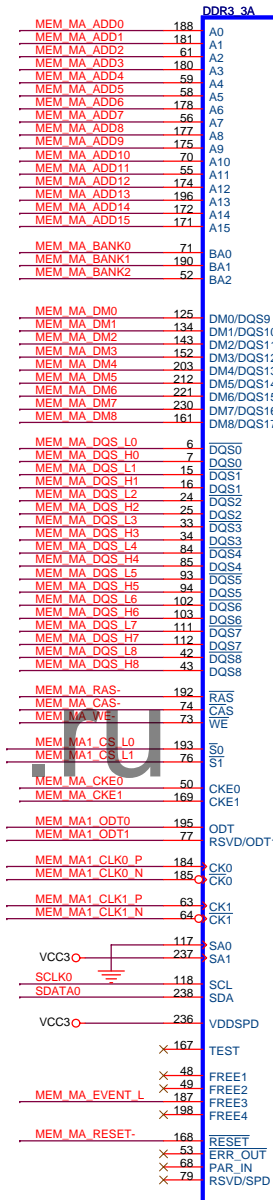 DDR3_3A
MEM_MA_ADD0 188 A0
MEM_MA_ADD1 181 A1
MEM_MA_ADD2 61 A2
MEM_MA_ADD3 180 A3
MEM_MA_ADD4 59 A4
MEM_MA_ADD5 58 A5
MEM_MA_ADD6 178 A6
MEM_MA_ADD7 56 A7
MEM_MA_ADD8 177 A8
MEM_MA_ADD9 175 A9
MEM_MA_ADD10 70 A10
MEM_MA_ADD11 55 A11
MEM_MA_ADD12 174 A12
MEM_MA_ADD13 196 A13
MEM_MA_ADD14 172 A14
MEM_MA_ADD15 171 A15
MEM_MA_BANK0 71 BA0
MEM_MA_BANK1 190 BA1
MEM_MA_BANK2 52 BA2
MEM_MA_DM0 125 DM0/DQS9
MEM_MA_DM1 134 DM1/DQS10
MEM_MA_DM2 143 DM2/DQS11
MEM_MA_DM3 152 DM3/DQS12
MEM_MA_DM4 203 DM4/DQS13
MEM_MA_DM5 212 DM5/DQS14
MEM_MA_DM6 221 DM6/DQS15
MEM_MA_DM7 230 DM7/DQS16
MEM_MA_DM8 161 DM8/DQS17
MEM_MA_DQS_L0 6 DQS0
MEM_MA_DQS_H0 7 DQS0
MEM_MA_DQS_L1 15 DQS1
MEM_MA_DQS_H1 16 DQS1
MEM_MA_DQS_L2 24 DQS2
MEM_MA_DQS_H2 25 DQS2
MEM_MA_DQS_L3 33 DQS3
MEM_MA_DQS_H3 34 DQS3
MEM_MA_DQS_L4 84 DQS4
MEM_MA_DQS_H4 85 DQS4
MEM_MA_DQS_L5 93 DQS5
MEM_MA_DQS_H5 94 DQS5
MEM_MA_DQS_L6 102 DQS6
MEM_MA_DQS_H6 103 DQS6
MEM_MA_DQS_L7 111 DQS7
MEM_MA_DQS_H7 112 DQS7
MEM_MA_DQS_L8 42 DQS8
MEM_MA_DQS_H8 43 DQS8
MEM_MA_RAS- 192 RAS
MEM_MA_CAS- 74 CAS
MEM_MA_WE- 73 WE
.ru
MEM_MA1_CS_L0 193 S0
MEM_MA1_CS_L1 76 S1
MEM_MA_CKE0 50 CKE0
MEM_MA_CKE1 169 CKE1
MEM_MA1_ODT0 195 ODT
MEM_MA1_ODT1 77 RSVD/ODT1
MEM_MA1_CLK0_P 184 CK0
MEM_MA1_CLK0_N 185 CK0
MEM_MA1_CLK1_P 63 CK1
MEM_MA1_CLK1_N 64 CK1
117 SA0
VCC3 237 SA1
SCLK0 118 SCL
SDATA0 238 SDA
VCC3 236 VDDSPD
167 TEST
48 FREE1
49 FREE2
MEM_MA_EVENT_L 187 FREE3
198 FREE4
MEM_MA_RESET- 168 RESET
53 ERR_OUT
68 PAR_IN
79 RSVD/SPD